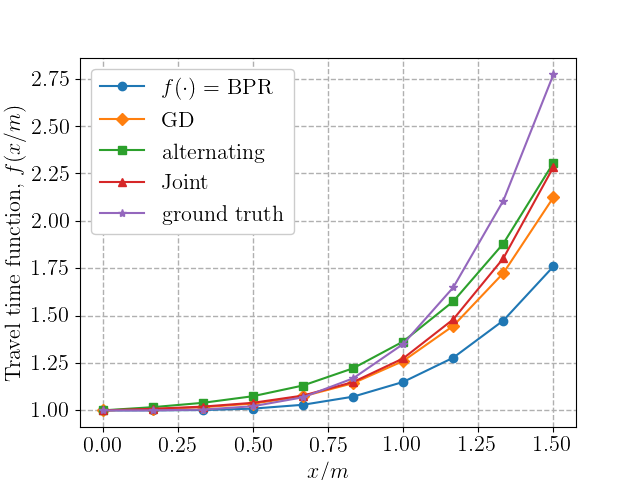 Travel time function, f(x/m)
2.75
2.50
2.25
2.00
1.75
1.50
1.25
1.00
f(·) = BPR
GD
alternating
Joint
ground truth
0.00 0.25 0.50 0.75 1.00 1.25 1.50
x/m